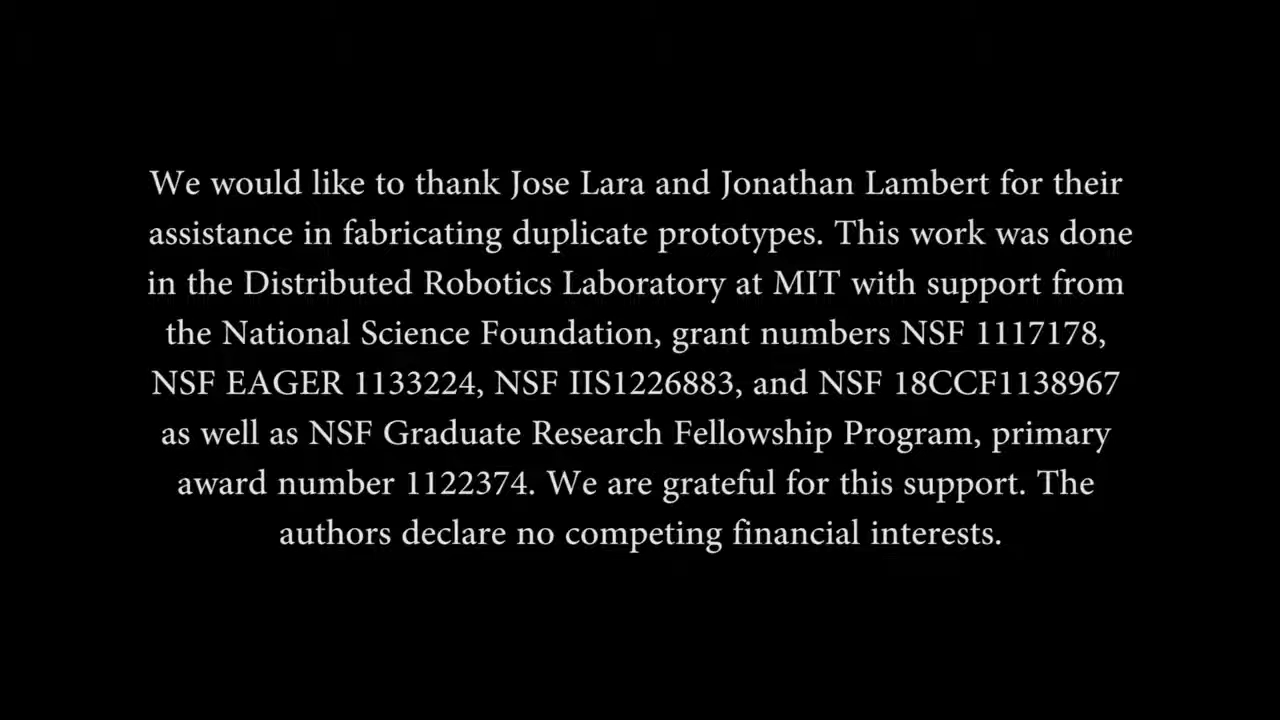 We would like to thank Jose Lara and Jonathan Lambert for their
assistance in fabricating duplicate prototypes. This work was done
in the Distributed Robotics Laboratory at MIT with support from
the National Science Foundation, grant numbers NSF 1117178,
NSF EAGER 1133224, NSF IIS1226883, and NSF 18CCF1138967
as well as NSF Graduate Research Fellowship Program, primary
award number 1122374. We are grateful for this support. The
authors declare no competing financial interests.